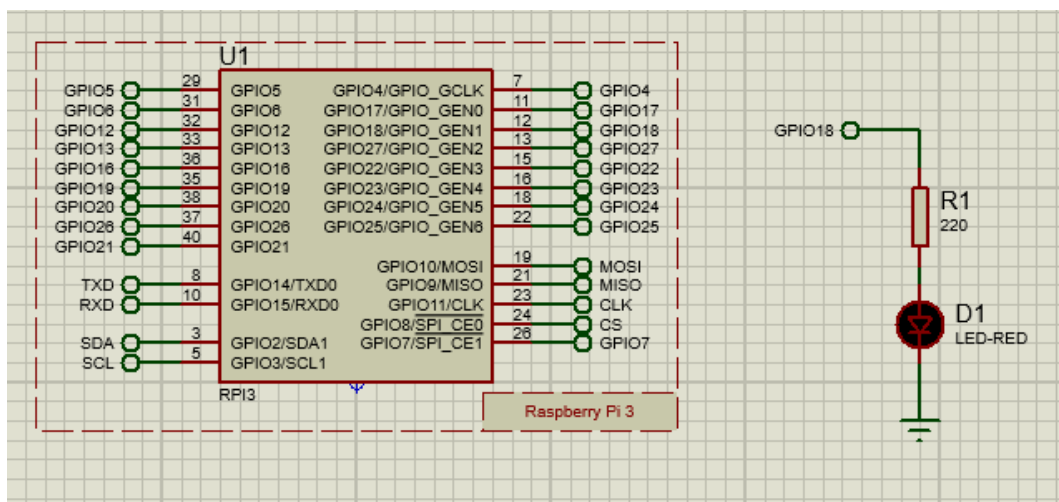 U1
GPIO5 29 GPIO5 GPIO4/GPIO_GCLK 7 GPIO4
GPIO6 31 GPIO6 GPIO17/GPIO_GEN0 11 GPIO17
GPIO12 32 GPIO12 GPIO18/GPIO_GEN1 12 GPIO18
GPIO13 33 GPIO13 GPIO27/GPIO_GEN2 13 GPIO27
GPIO16 36 GPIO16 GPIO22/GPIO_GEN3 15 GPIO22
GPIO19 35 GPIO19 GPIO23/GPIO_GEN4 16 GPIO23
GPIO20 38 GPIO20 GPIO24/GPIO_GEN5 18 GPIO24
GPIO26 37 GPIO26 GPIO25/GPIO_GEN6 22 GPIO25
GPIO21 40 GPIO21
GPIO10/MOSI 19 MOSI
TXD 8 GPIO14/TXD0 GPIO9/MISO 21 MISO
RXD 10 GPIO15/RXD0 GPIO11/CLK 23 CLK
GPIO8/SPI_CE0 24 CS
SDA 3 GPIO2/SDA1 GPIO7/SPI_CE1 26 GPIO7
SCL 5 GPIO3/SCL1
RPI3
Raspberry Pi 3
GPIO18
R1
220
D1
LED-RED